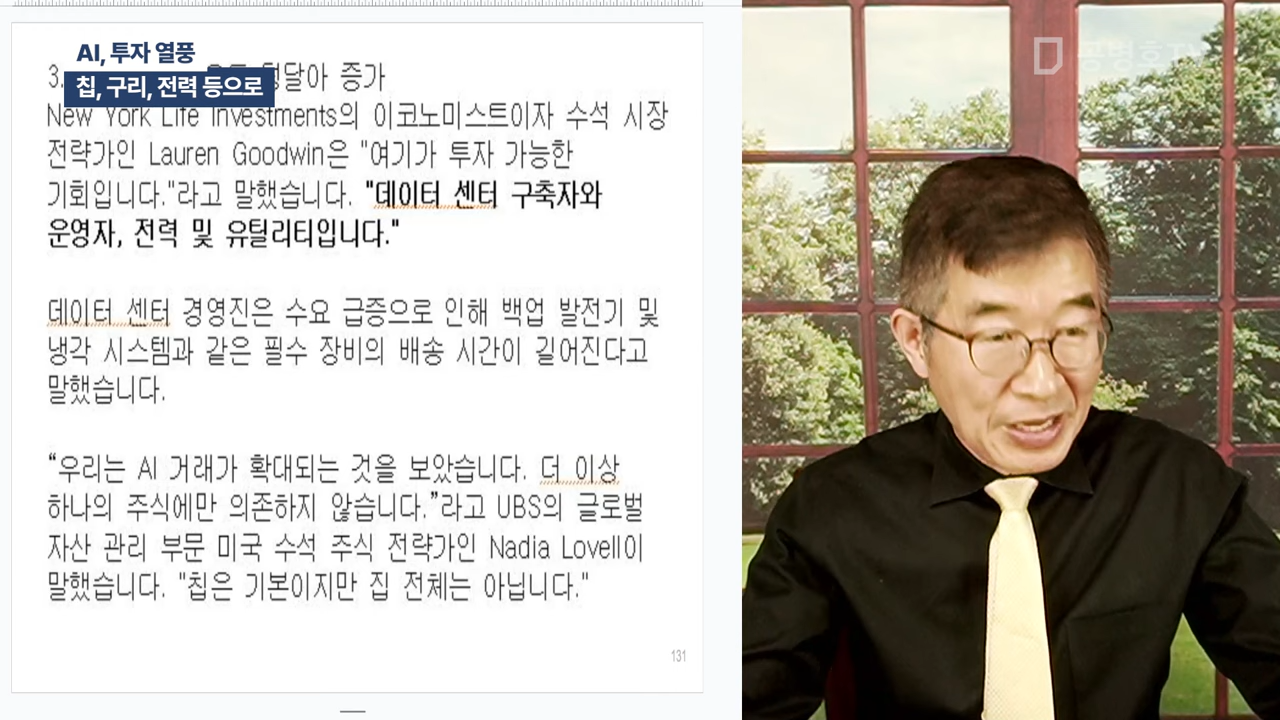 AI, 투자 열풍
칩, 구리, 전력 등으로
3. 덩달아 증가
New York Life Investments의 이코노미스트이자 수석 시장
전략가인 Lauren Goodwin은 "여기가 투자 가능한
기회입니다."라고 말했습니다. "데이터 센터 구축자와
운영자, 전력 및 유틸리티입니다."
데이터 센터 경영진은 수요 급증으로 인해 백업 발전기 및
냉각 시스템과 같은 필수 장비의 배송 시간이 길어진다고
말했습니다.
“우리는 AI 거래가 확대되는 것을 보았습니다. 더 이상
하나의 주식에만 의존하지 않습니다.”라고 UBS의 글로벌
자산 관리 부문 미국 수석 주식 전략가인 Nadia Lovell이
말했습니다. "칩은 기본이지만 집 전체는 아닙니다."
131
공병호TV